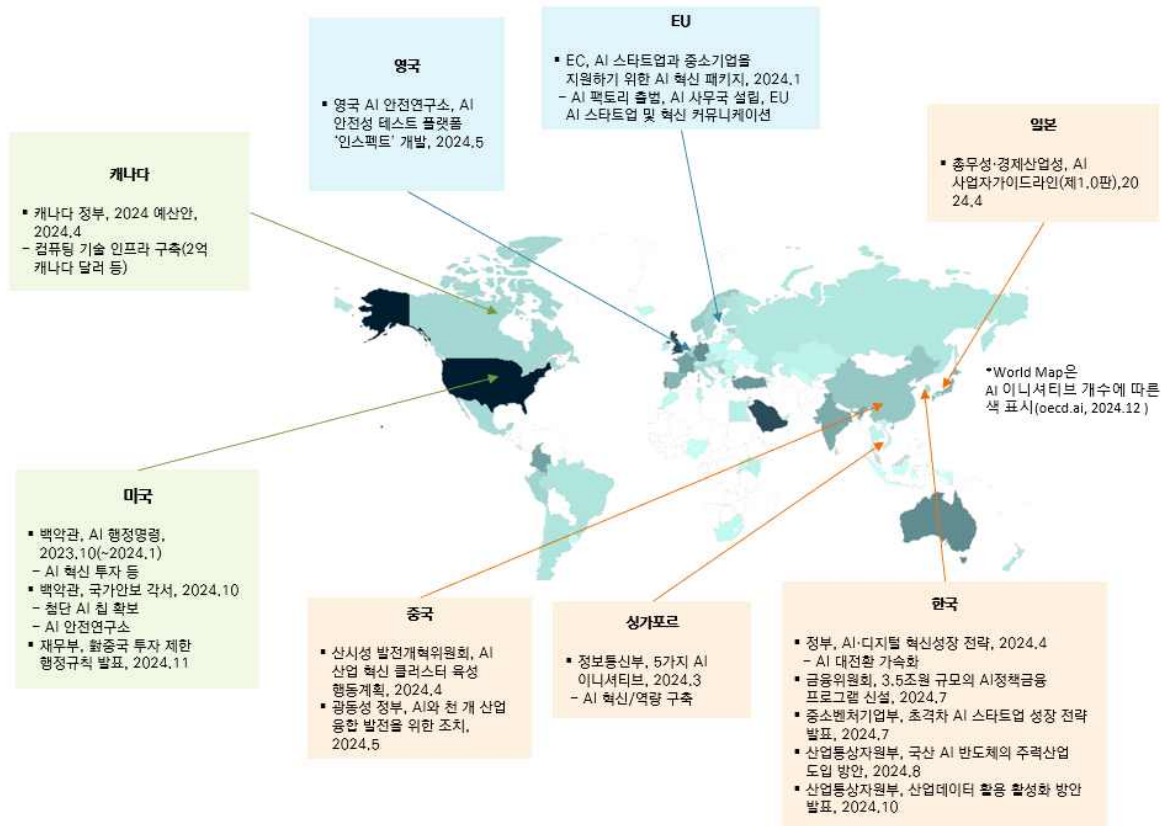 EU
▪ EC, AI 스타트업과 중소기업을
지원하기 위한 AI 혁신 패키지, 2024.1
– AI 팩토리 출범, AI 사무국 설립, EU
AI 스타트업 및 혁신 커뮤니케이션
영국
▪ 영국 AI 안전연구소, AI
안전성 테스트 플랫폼
‘인스펙트’ 개발, 2024.5
일본
▪ 총무성·경제산업성, AI
사업자가이드라인(제1.0판),20
24.4
캐나다
▪ 캐나다 정부, 2024 예산안,
2024.4
– 컴퓨팅 기술 인프라 구축(2억
캐나다 달러 등)
*World Map은
AI 이니셔티브 개수에 따른
색 표시(oecd.ai, 2024.12 )
미국
▪ 백악관, AI 행정명령,
2023.10(~2024.1)
– AI 혁신 투자 등
▪ 백악관, 국가안보 각서, 2024.10
– 첨단 AI 칩 확보
– AI 안전연구소
▪ 재무부, 對중국 투자 제한
행정규칙 발표, 2024.11
중국
▪ 산시성 발전개혁위원회, AI
산업 혁신 클러스터 육성
행동계획, 2024.4
▪ 광동성 정부, AI와 천 개 산업
융합 발전을 위한 조치,
2024.5
싱가포르
▪ 정보통신부, 5가지 AI
이니셔티브, 2024.3
– AI 혁신/역량 구축
한국
▪ 정부, AI·디지털 혁신성장 전략, 2024.4
– AI 대전환 가속화
▪ 금융위원회, 3.5조원 규모의 AI정책금융
프로그램 신설, 2024.7
▪ 중소벤처기업부, 초격차 AI 스타트업 성장 전략
발표, 2024.7
▪ 산업통상자원부, 국산 AI 반도체의 주력산업
도입 방안, 2024.8
▪ 산업통상자원부, 산업데이터 활용 활성화 방안
발표, 2024.10